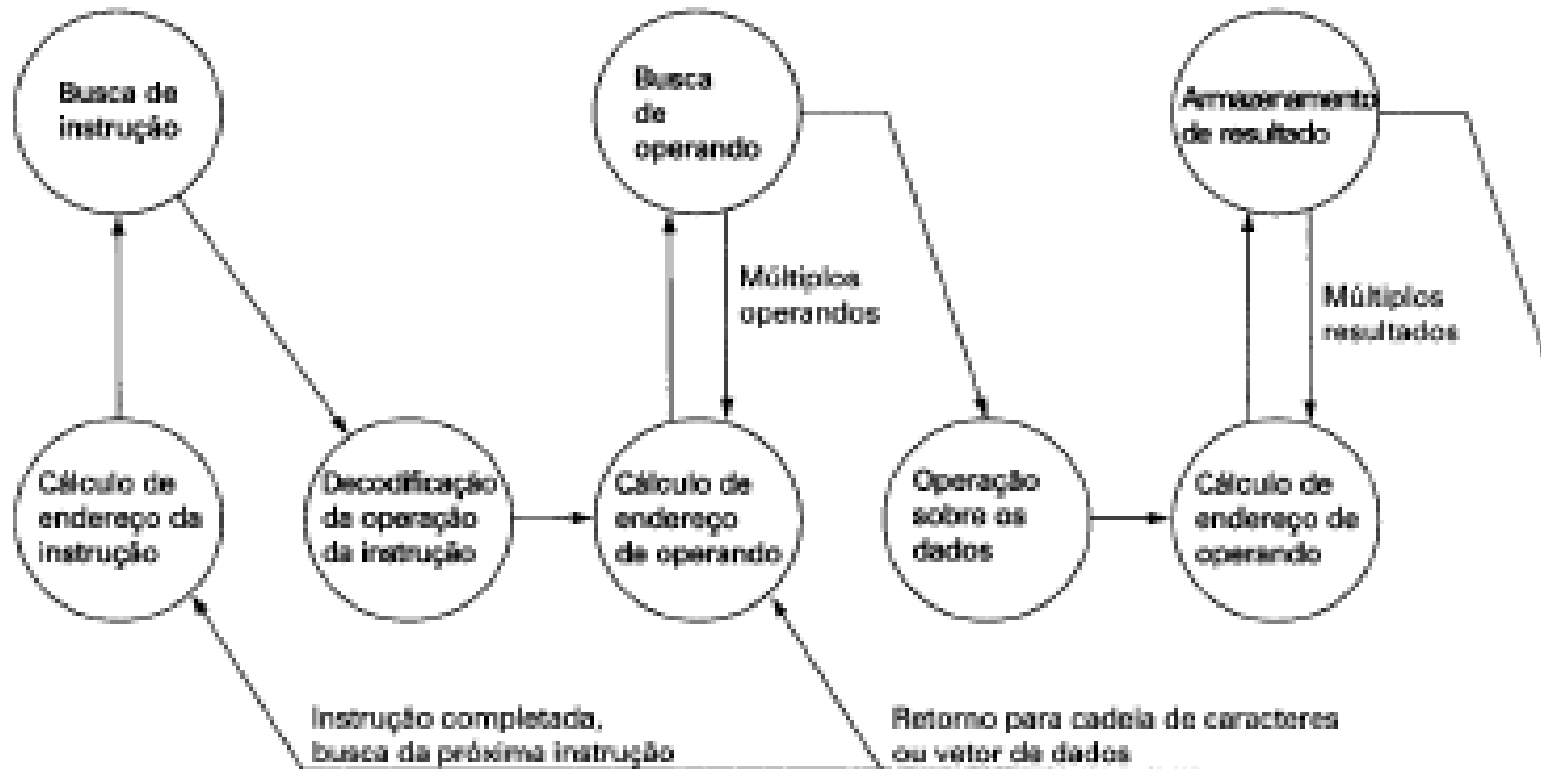 Busca de
instrução
Busca
de
operando
Armazenamento
de resultado
Múltiplos
operandos
Múltiplos
resultados
Cálculo de
endereço da
instrução
Decodificação
da operação
da instrução
Cálculo de
endereço
de operando
Operação
sobre os
dados
Cálculo de
endereço de
operando
Instrução completada,
busca da próxima instrução
Retorno para cadeia de caracteres
ou vetor de dados